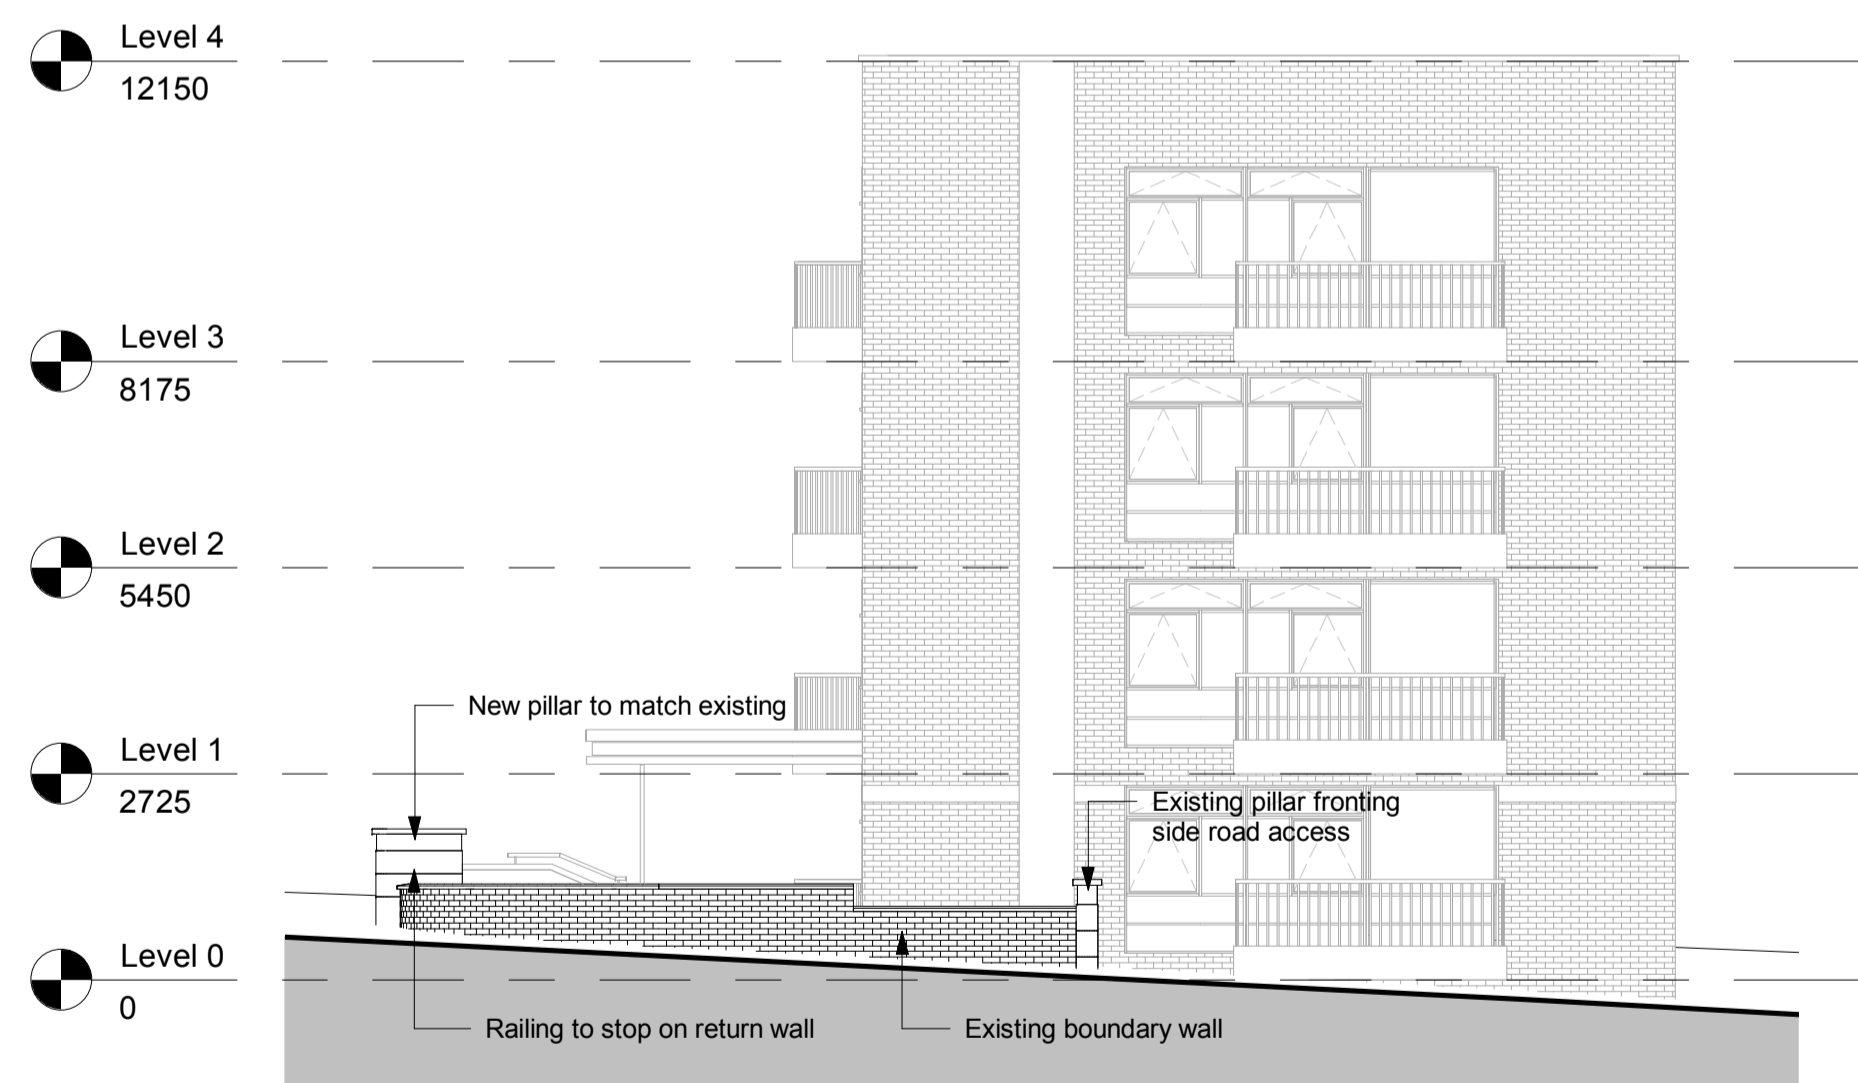 Level 4
12150
Level 3
8175
Level 2
5450
New pillar to match existing
Level 1
2725
Existing pillar fronting
side road access
Level 0
0
Railing to stop on return wall
Existing boundary wall